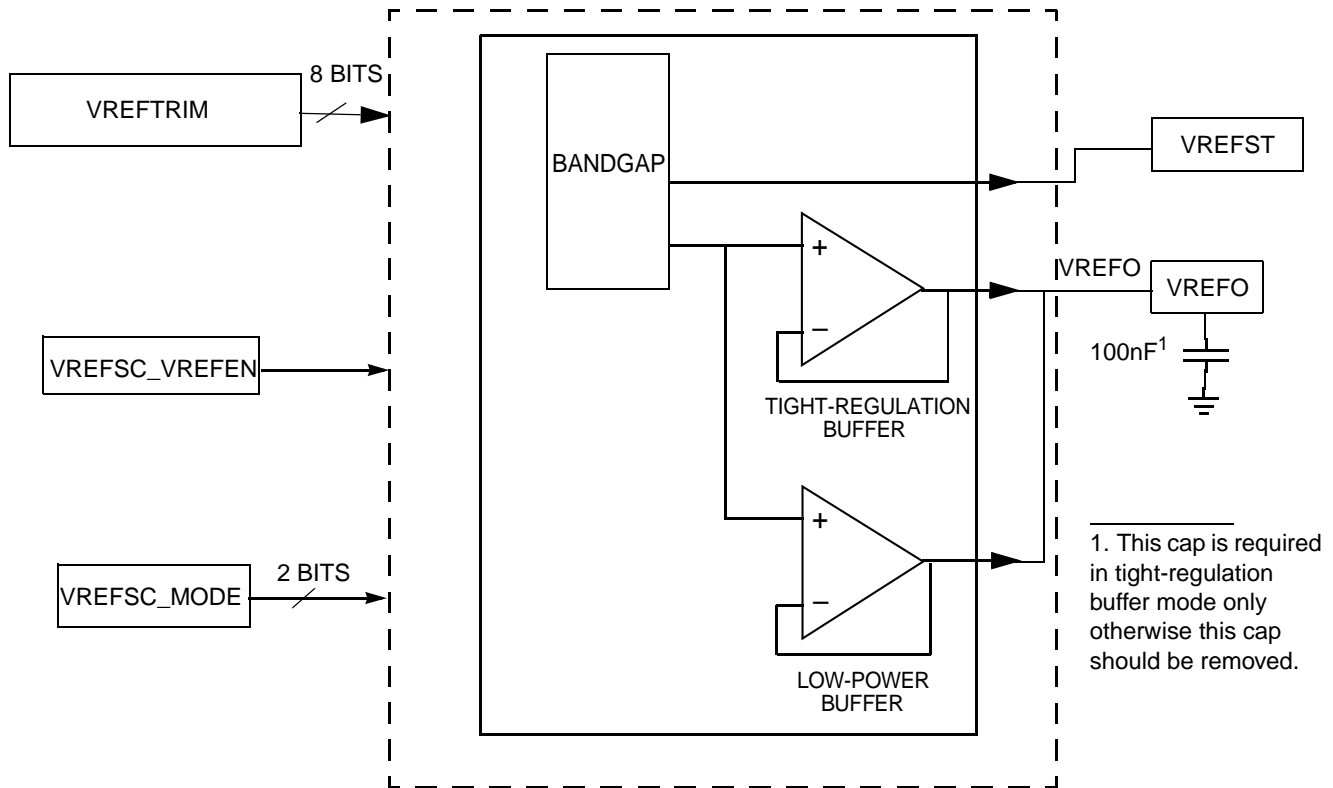 8 BITS
VREFTRIM
BANDGAP
VREFST
+
−
VREFO
VREFO
100nF1
VREFSC_VREFEN
TIGHT-REGULATION
BUFFER
+
−
2 BITS
VREFSC_MODE
LOW-POWER
BUFFER
1. This cap is required
in tight-regulation
buffer mode only
otherwise this cap
should be removed.